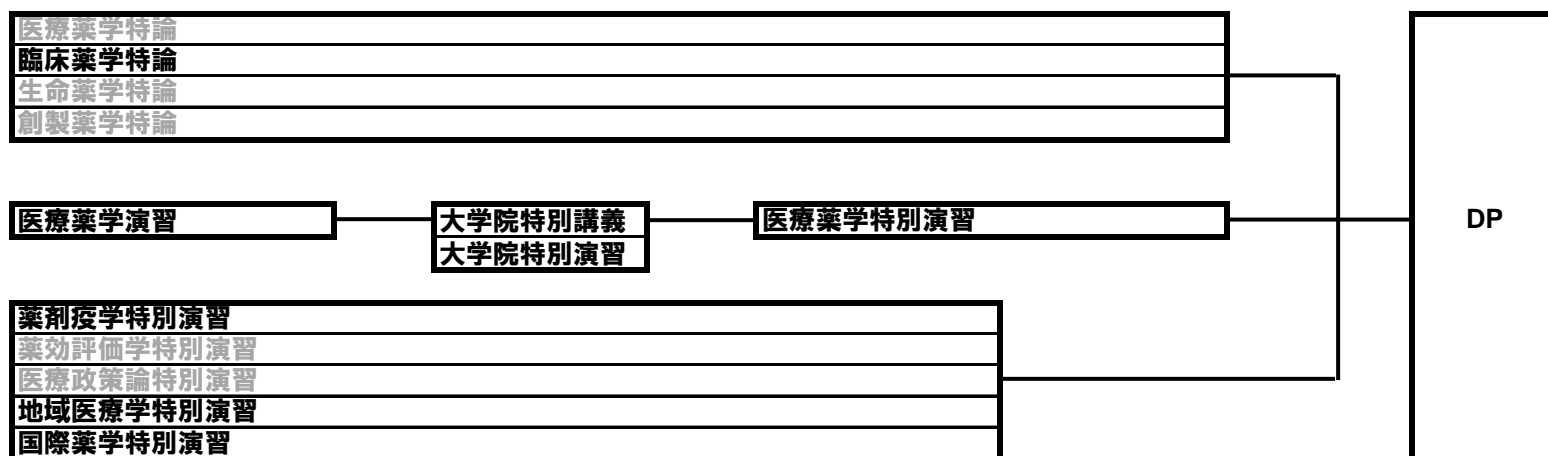 医療薬学特論
臨床薬学特論
生命薬学特論
創製薬学特論
医療薬学演習
大学院特別講義
医療薬学特別演習
DP
大学院特別演習
薬剤疫学特別演習
薬効評価学特別演習
医療政策論特別演習
地域医療学特別演習
国際薬学特別演習